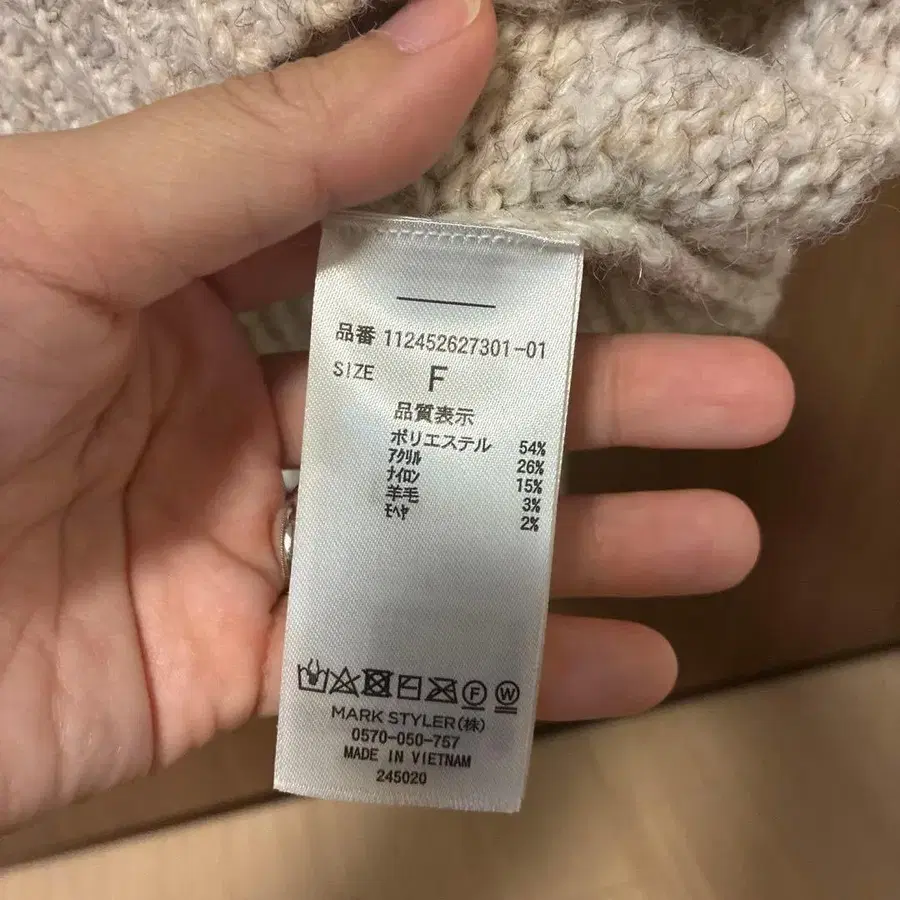 品番 112452627301-01
SIZE F
品質表示
ポリエステル 54%
アクリル 26%
ナイロン 15%
羊毛 3%
モヘヤ 2%
F W
MARK STYLER(株)
0570-050-757
MADE IN VIETNAM
245020